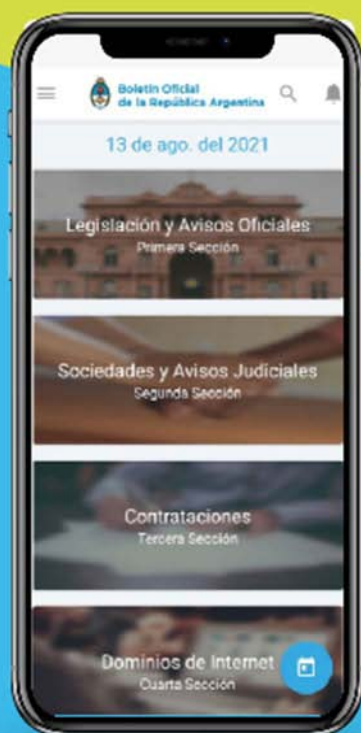 Boletín Oficial
de la República Argentina
13 de ago. del 2021
Legislación y Avisos Oficiales
Primera Sección
Sociedades y Avisos Judiciales
Segunda Sección
Contrataciones
Tercera Sección
Dominios de Internet
Cuarta Sección